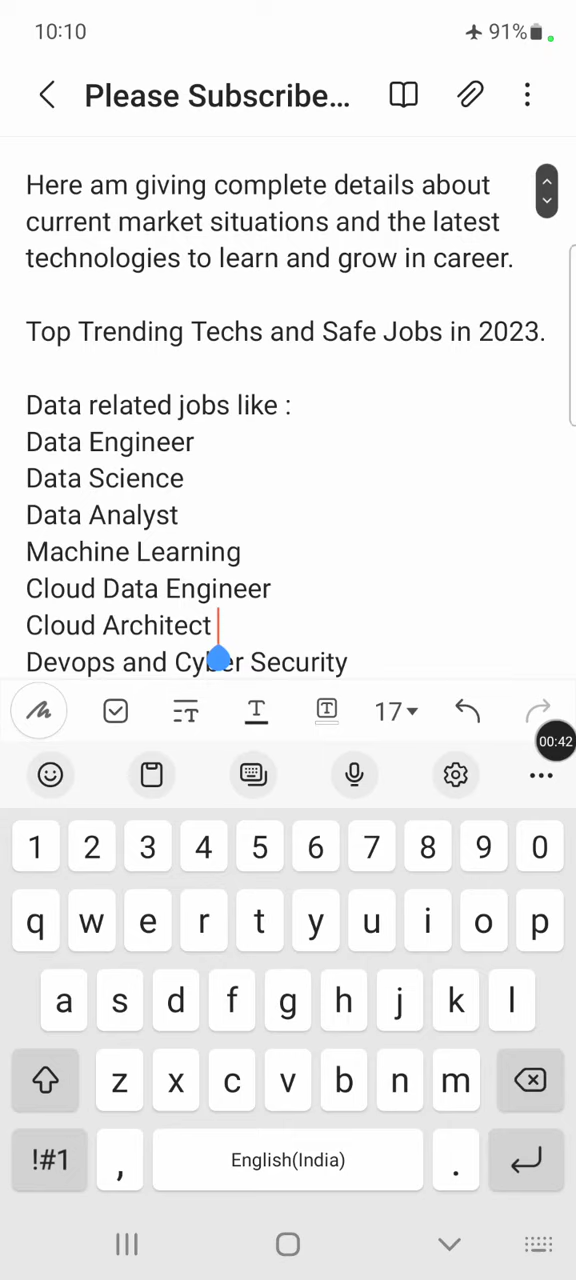 10:10
91%
Please Subscribe...
Here am giving complete details about
current market situations and the latest
technologies to learn and grow in career.
Top Trending Techs and Safe Jobs in 2023.
Data related jobs like :
Data Engineer
Data Science
Data Analyst
Machine Learning
Cloud Data Engineer
Cloud Architect
Devops and Cyber Security
T T T 17
00:42
1 2 3 4 5 6 7 8 9 0
q w e r t y u i o p
a s d f g h j k l
z x c v b n m
!#1 , English(India) .